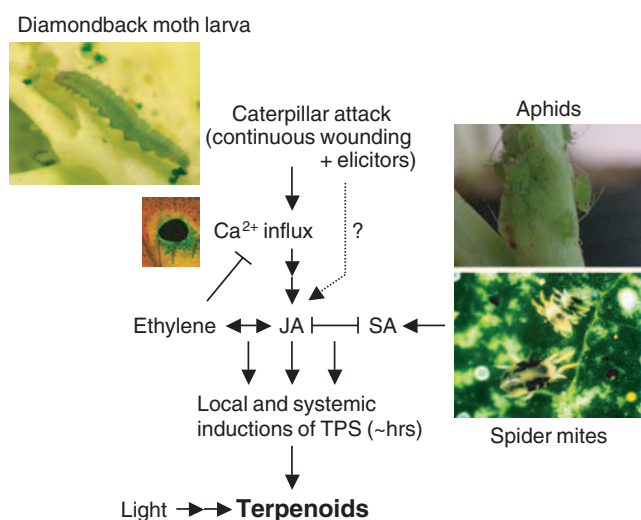 Diamondback moth larva
Caterpillar attack
(continuous wounding
+ elicitors)
Aphids
Ca²⁺ influx
?
Ethylene
JA
SA
Local and systemic
inductions of TPS (~hrs)
Spider mites
Light
Terpenoids